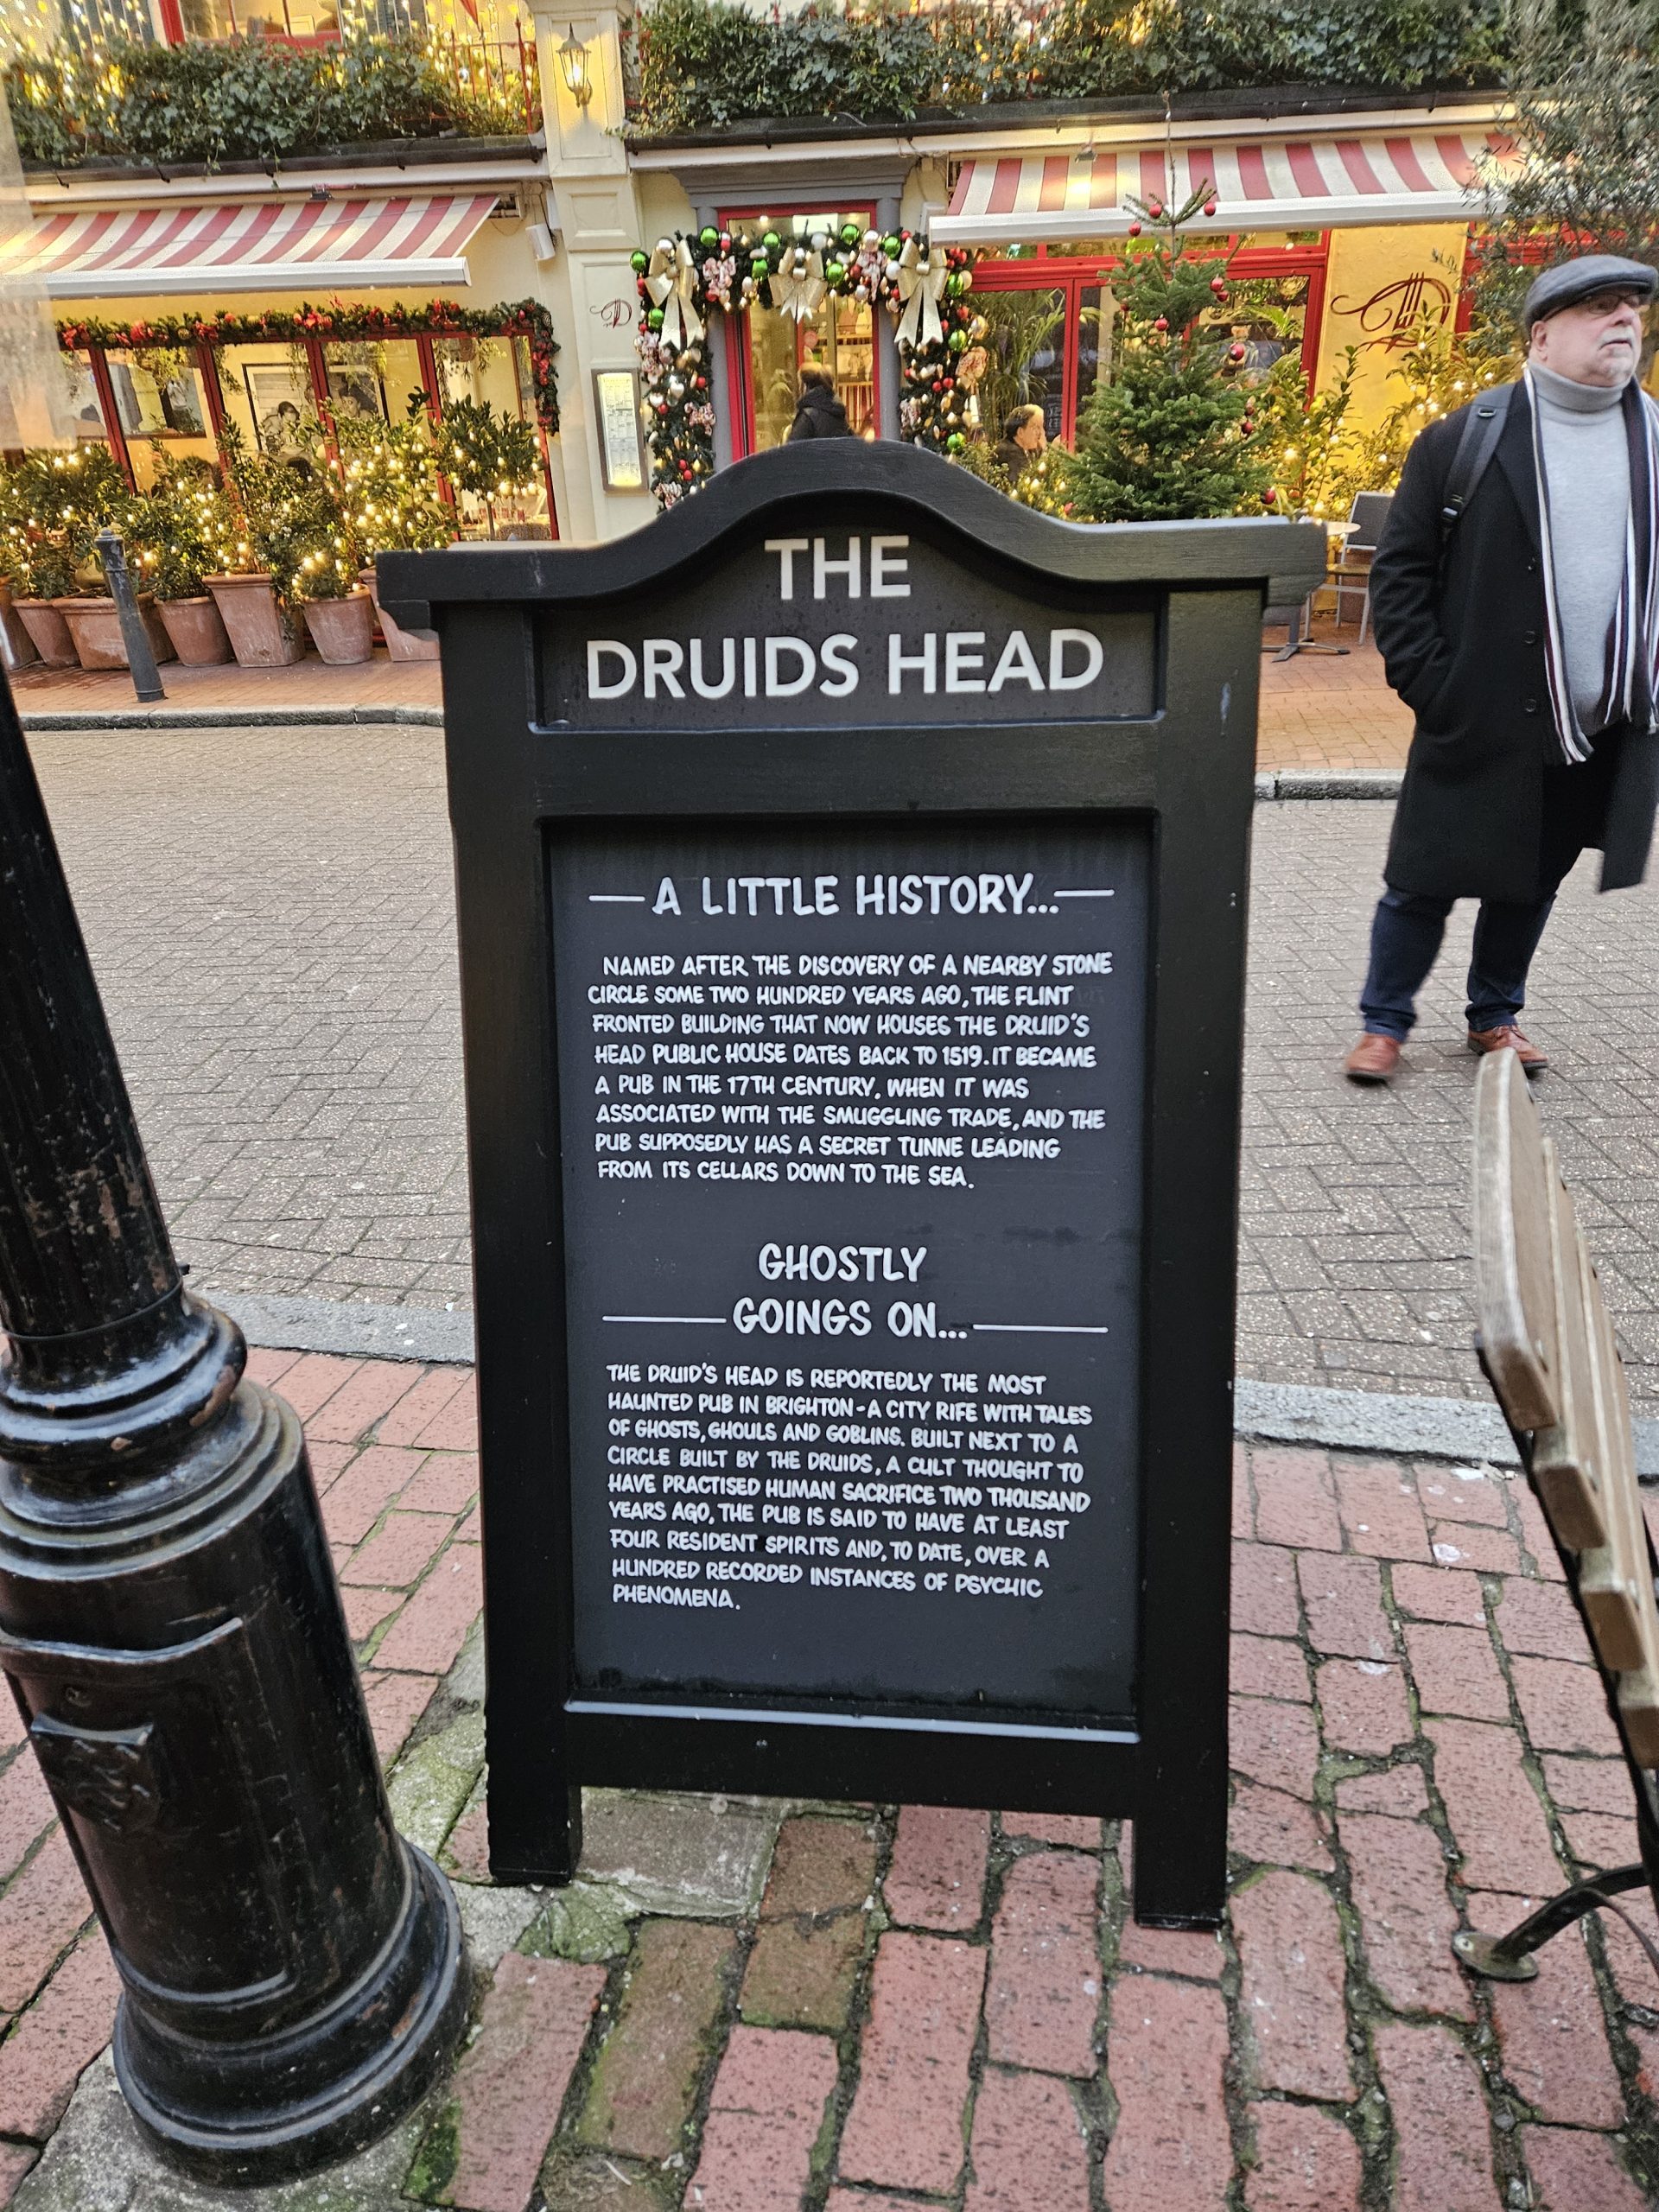 THE
DRUIDS HEAD
A LITTLE HISTORY...
NAMED AFTER THE DISCOVERY OF A NEARBY STONE
CIRCLE SOME TWO HUNDRED YEARS AGO, THE FLINT
FRONTED BUILDING THAT NOW HOUSES THE DRUID'S
HEAD PUBLIC HOUSE DATES BACK TO 1519. IT BECAME
A PUB IN THE 17TH CENTURY, WHEN IT WAS
ASSOCIATED WITH THE SMUGGLING TRADE, AND THE
PUB SUPPOSEDLY HAS A SECRET TUNNE LEADING
FROM ITS CELLARS DOWN TO THE SEA.
GHOSTLY
GOINGS ON...
THE DRUID'S HEAD IS REPORTEDLY THE MOST
HAUNTED PUB IN BRIGHTON - A CITY RIFE WITH TALES
OF GHOSTS, GHOULS AND GOBLINS. BUILT NEXT TO A
CIRCLE BUILT BY THE DRUIDS, A CULT THOUGHT TO
HAVE PRACTISED HUMAN SACRIFICE TWO THOUSAND
YEARS AGO, THE PUB IS SAID TO HAVE AT LEAST
FOUR RESIDENT SPIRITS AND, TO DATE, OVER A
HUNDRED RECORDED INSTANCES OF PSYCHIC
PHENOMENA.